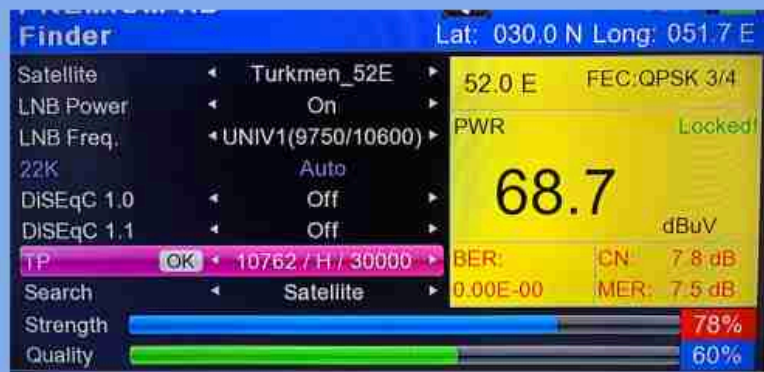 Finder
Lat: 030.0 N Long: 051.7 E
Satellite Turkmen_52E
LNB Power On
LNB Freq. UNIV1(9750/10600)
22K Auto
DiSEqC 1.0 Off
DiSEqC 1.1 Off
TP OK 10762 / H / 30000
Search Satellite
52.0 E FEC:QPSK 3/4
PWR Locked!
68.7
dBuV
BER: CN: 7.8 dB
0.00E-00 MER: 7.5 dB
Strength 78%
Quality 60%